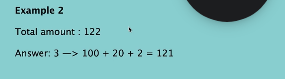 Example 2
Total amount : 122
Answer: 3 —> 100 + 20 + 2 = 121